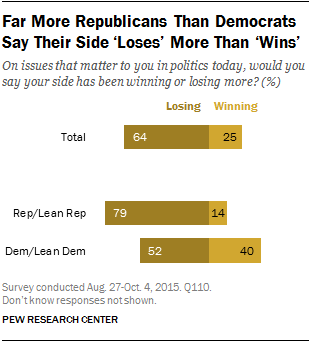 Far More Republicans Than Democrats
Say Their Side ‘Loses’ More Than ‘Wins’
On issues that matter to you in politics today, would you
say your side has been winning or losing more? (%)
Losing Winning
Total 64 25
Rep/Lean Rep 79 14
Dem/Lean Dem 52 40
Survey conducted Aug. 27-Oct. 4, 2015. Q110.
Don’t know responses not shown.
PEW RESEARCH CENTER